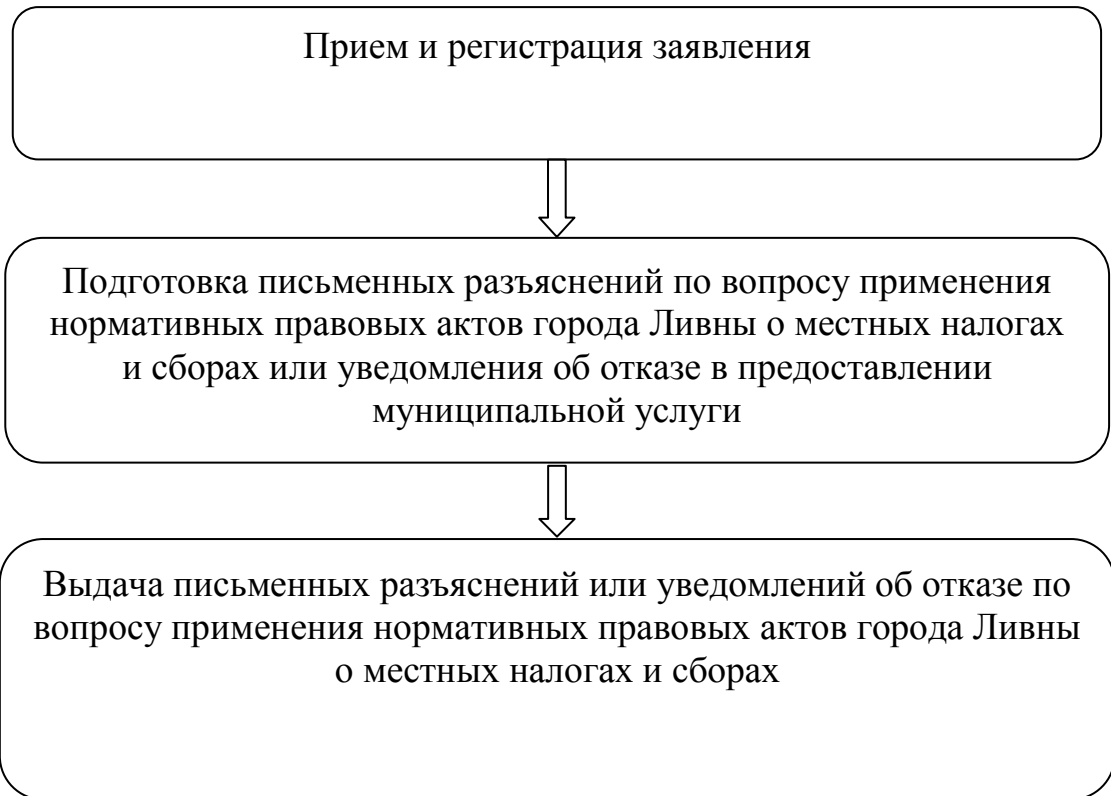 Прием и регистрация заявления
Подготовка письменных разъяснений по вопросу применения
нормативных правовых актов города Ливны о местных налогах
и сборах или уведомления об отказе в предоставлении
муниципальной услуги
Выдача письменных разъяснений или уведомлений об отказе по
вопросу применения нормативных правовых актов города Ливны
о местных налогах и сборах